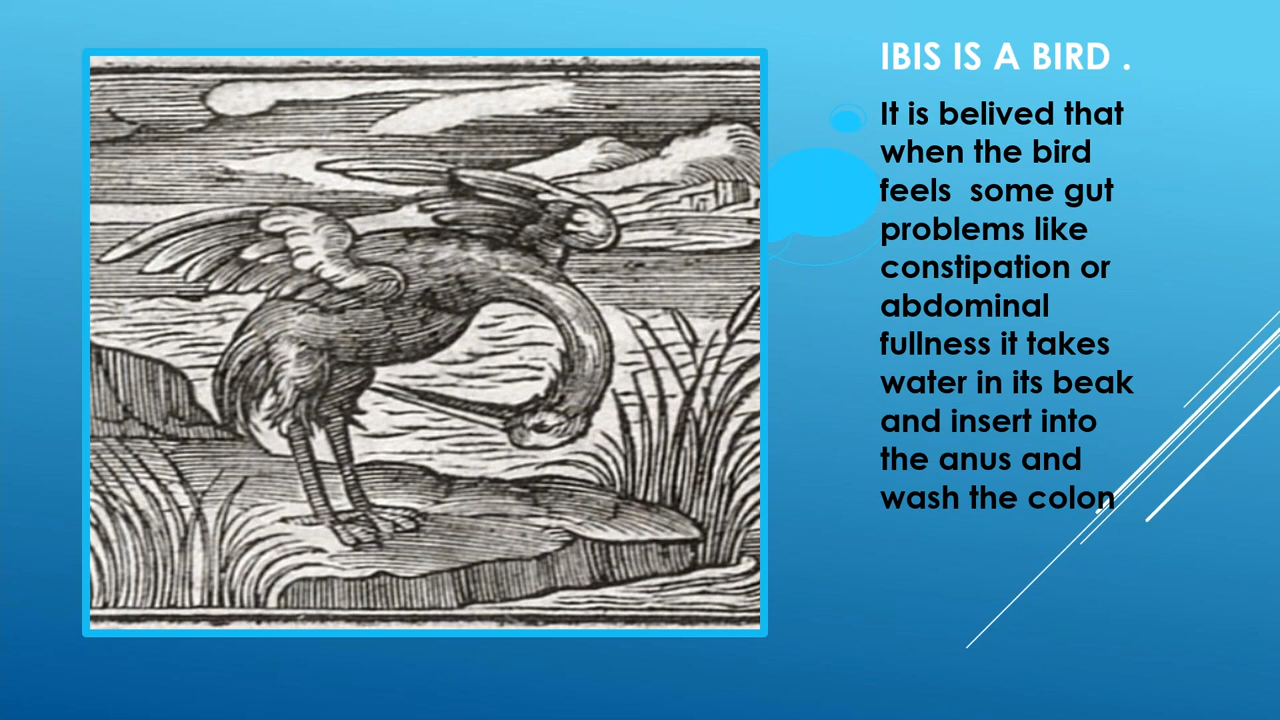 IBIS IS A BIRD .
It is belived that
when the bird
feels  some gut
problems like
constipation or
abdominal
fullness it takes
water in its beak
and insert into
the anus and
wash the colon